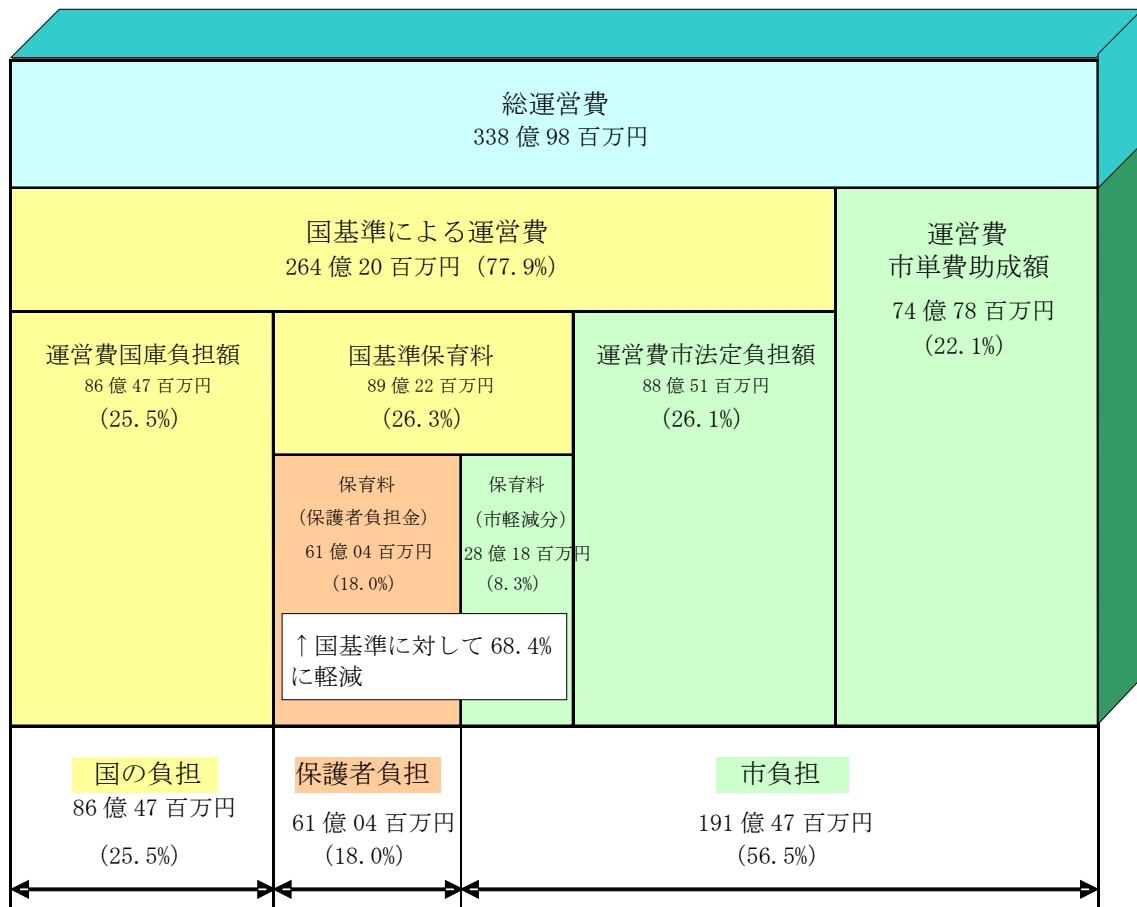 総運営費
338 億 98 百万円
国基準による運営費
264 億 20 百万円 (77.9%)
運営費
市単費助成額
74 億 78 百万円
(22.1%)
運営費国庫負担額
86 億 47 百万円
(25.5%)
国基準保育料
89 億 22 百万円
(26.3%)
運営費市法定負担額
88 億 51 百万円
(26.1%)
保育料
(保護者負担金)
61 億 04 百万円
(18.0%)
保育料
(市軽減分)
28 億 18 百万円
(8.3%)
↑国基準に対して 68.4%
に軽減
国の負担
86 億 47 百万円
(25.5%)
保護者負担
61 億 04 百万円
(18.0%)
市負担
191 億 47 百万円
(56.5%)